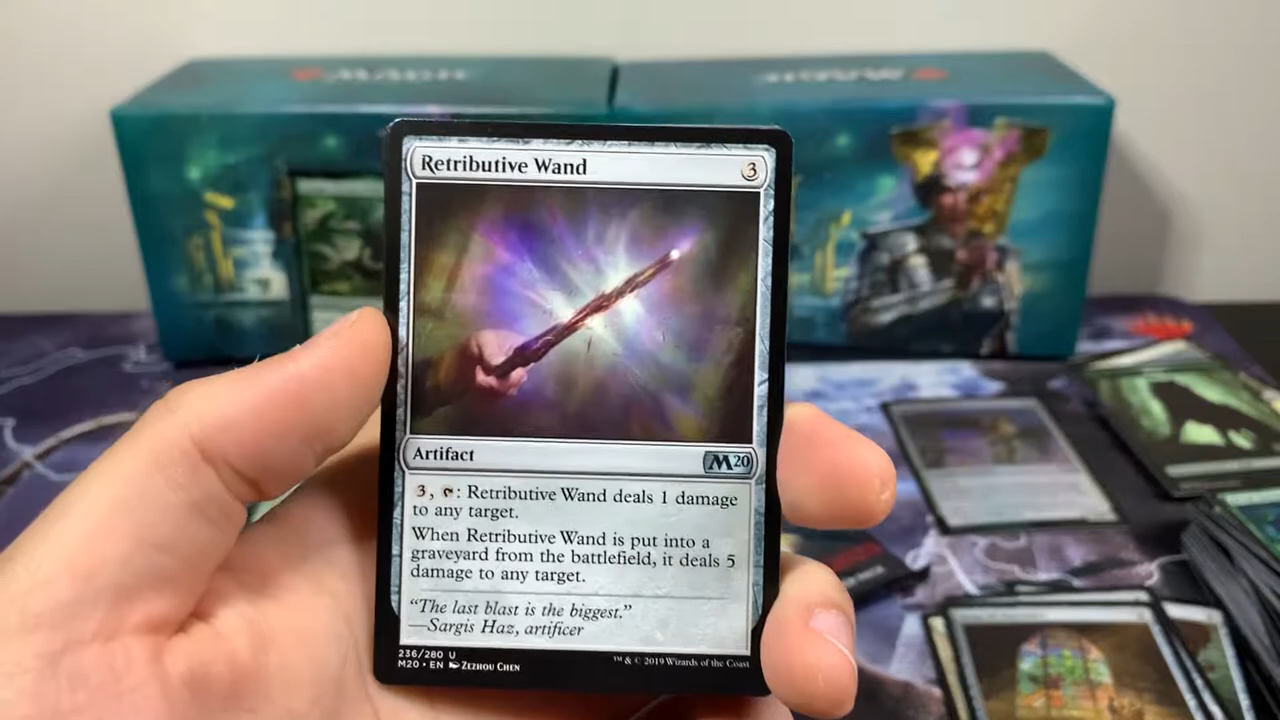 MAGIC
MAGIC
Retributive Wand
3
Artifact
M20
3, T: Retributive Wand deals 1 damage
to any target.
When Retributive Wand is put into a
graveyard from the battlefield, it deals 5
damage to any target.
“The last blast is the biggest.”
—Sargis Haz, artificer
236/280 U
M20 • EN Zezhou Chen
™ & © 2019 Wizards of the Coast